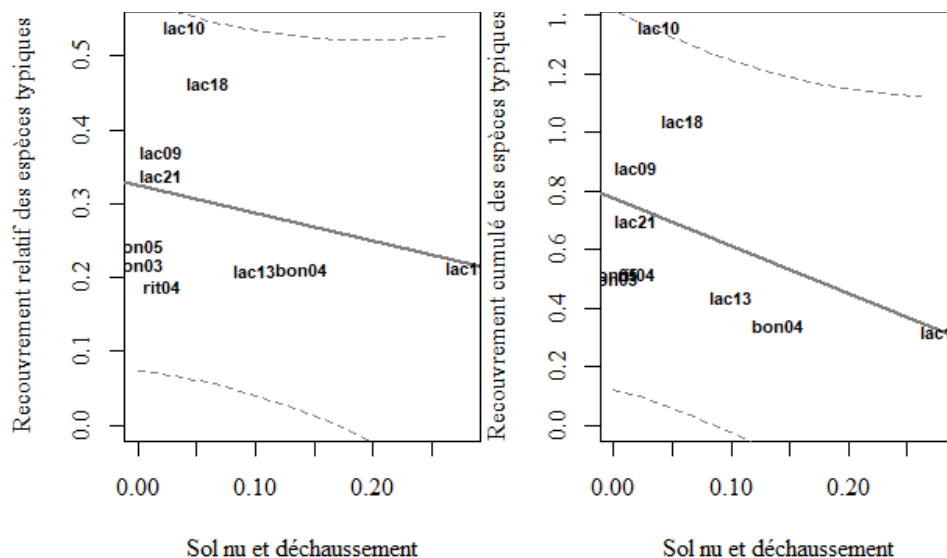 Recouvrement relatif des espèces typiques
0.5
0.4
0.3
0.2
0.1
0.0
lac10
lac18
lac09
lac21
bon05
bon03
rit04
lac13
bon04
0.00
0.10
0.20
Sol nu et déchaussement
Recouvrement cumulé des espèces typiques
1.2
1.0
0.8
0.6
0.4
0.2
0.0
lac10
lac18
lac09
lac21
lac13
bon04
0.00
0.10
0.20
Sol nu et déchaussement